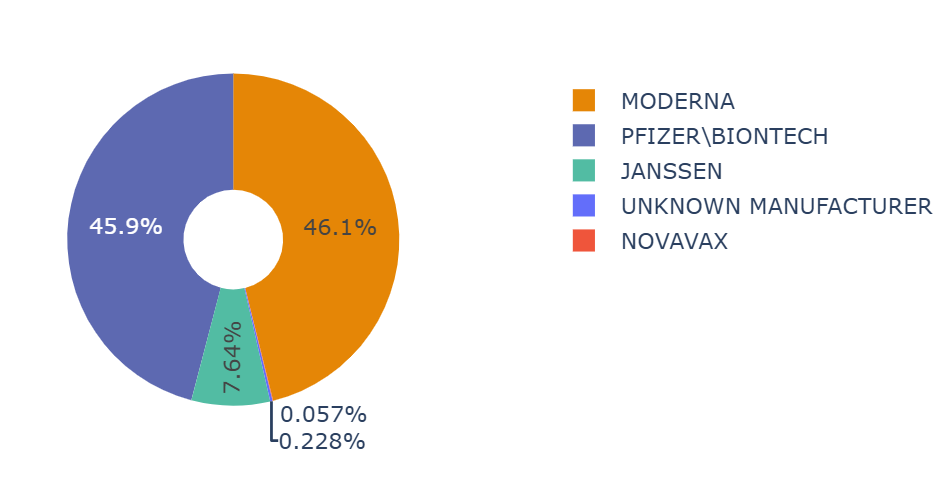 45.9%
46.1%
7.64%
0.057%
0.228%
MODERNA
PFIZER\BIONTECH
JANSSEN
UNKNOWN MANUFACTURER
NOVAVAX